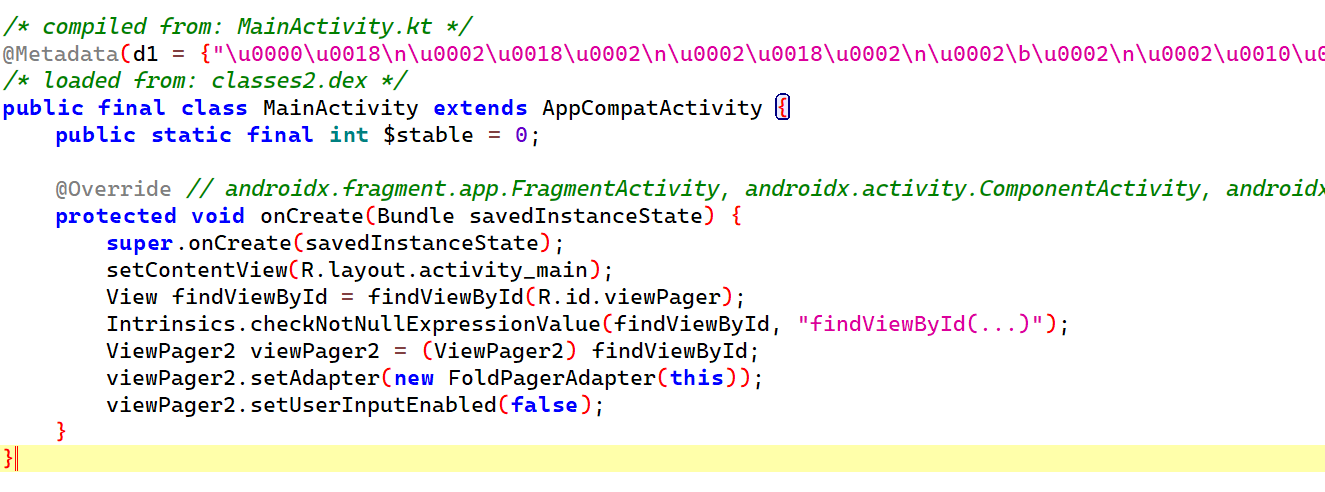 /* compiled from: MainActivity.kt */
@Metadata(d1 = {"\u0000\u0018\n\u0002\u0018\u0002\n\u0002\u0018\u0002\n\u0002\b\u0002\n\u0002\u0010\u0
/* loaded from: classes2.dex */
public final class MainActivity extends AppCompatActivity {
    public static final int $stable = 0;

    @Override // androidx.fragment.app.FragmentActivity, androidx.activity.ComponentActivity, androidx
    protected void onCreate(Bundle savedInstanceState) {
        super.onCreate(savedInstanceState);
        setContentView(R.layout.activity_main);
        View findViewById = findViewById(R.id.viewPager);
        Intrinsics.checkNotNullExpressionValue(findViewById, "findViewById(...)");
        ViewPager2 viewPager2 = (ViewPager2) findViewById;
        viewPager2.setAdapter(new FoldPagerAdapter(this));
        viewPager2.setUserInputEnabled(false);
    }
}